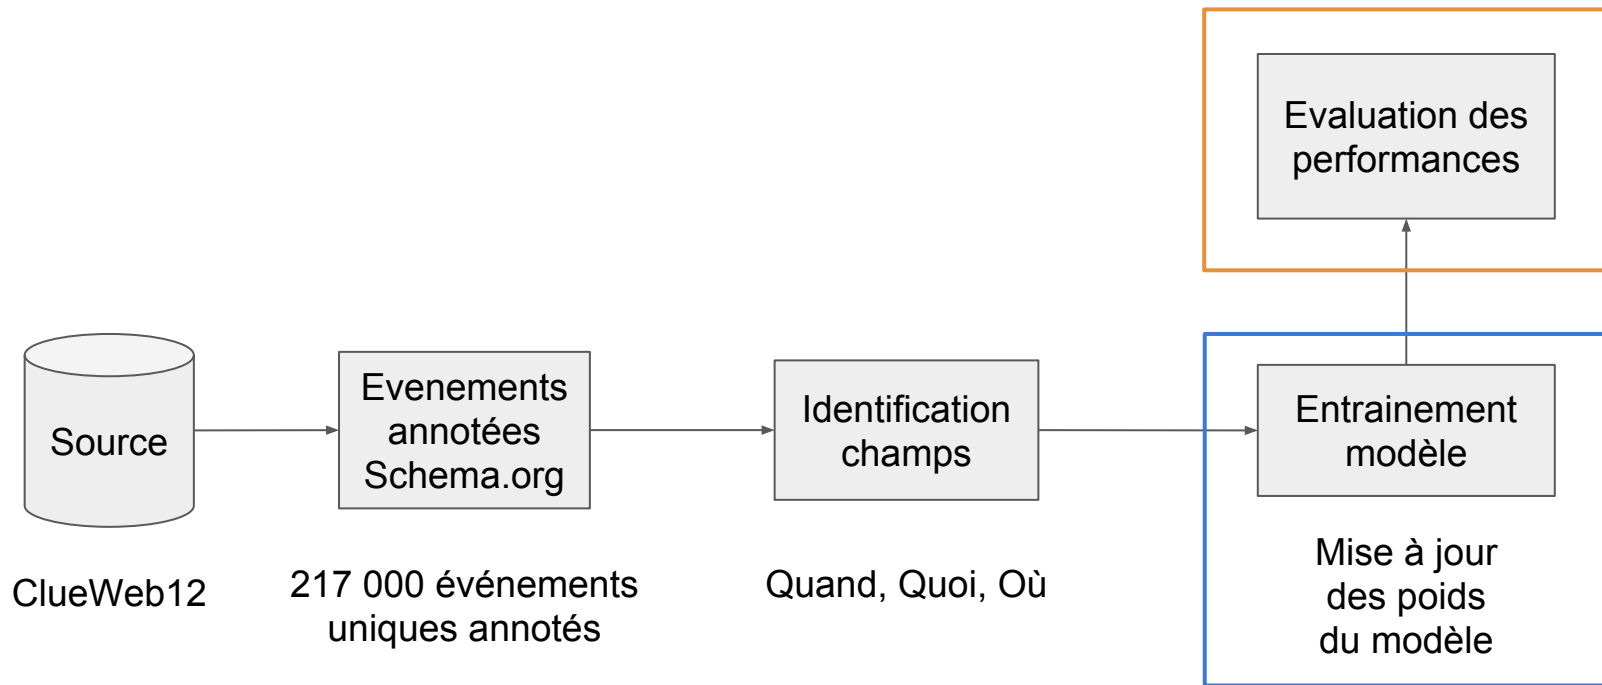 Evaluation des
performances
Source
Evenements
annotées
Schema.org
Identification
champs
Entrainement
modèle
ClueWeb12
217 000 événements
uniques annotés
Quand, Quoi, Où
Mise à jour
des poids
du modèle